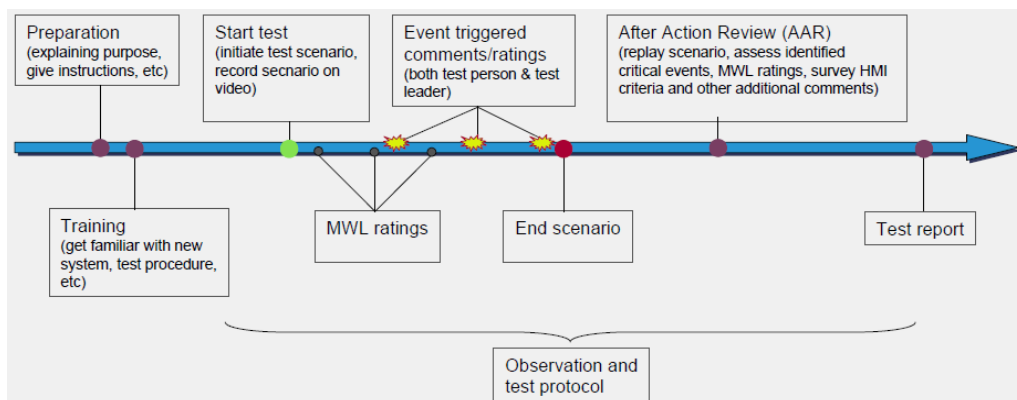 Preparation
(explaining purpose,
give instructions, etc)
Start test
(initiate test scenario,
record secnario on
video)
Event triggered
comments/ratings
(both test person & test
leader)
After Action Review (AAR)
(replay scenario, assess identified
critical events, MWL ratings, survey HMI
criteria and other additional comments)
Training
(get familiar with new
system, test procedure,
etc)
MWL ratings
End scenario
Test report
Observation and
test protocol